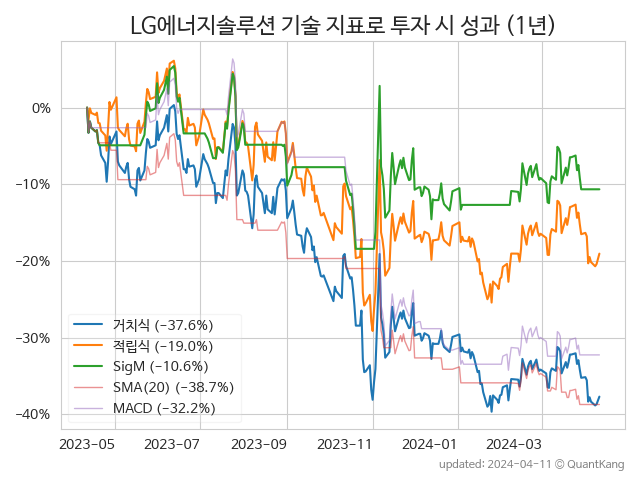 LG에너지솔루션 기술 지표로 투자 시 성과 (1년)
0%
−10%
−20%
−30%
−40%
거치식 (−37.6%)
적립식 (−19.0%)
SigM (−10.6%)
SMA(20) (−38.7%)
MACD (−32.2%)
2023-05
2023-07
2023-09
2023-11
2024-01
2024-03
updated: 2024-04-11 © QuantKang